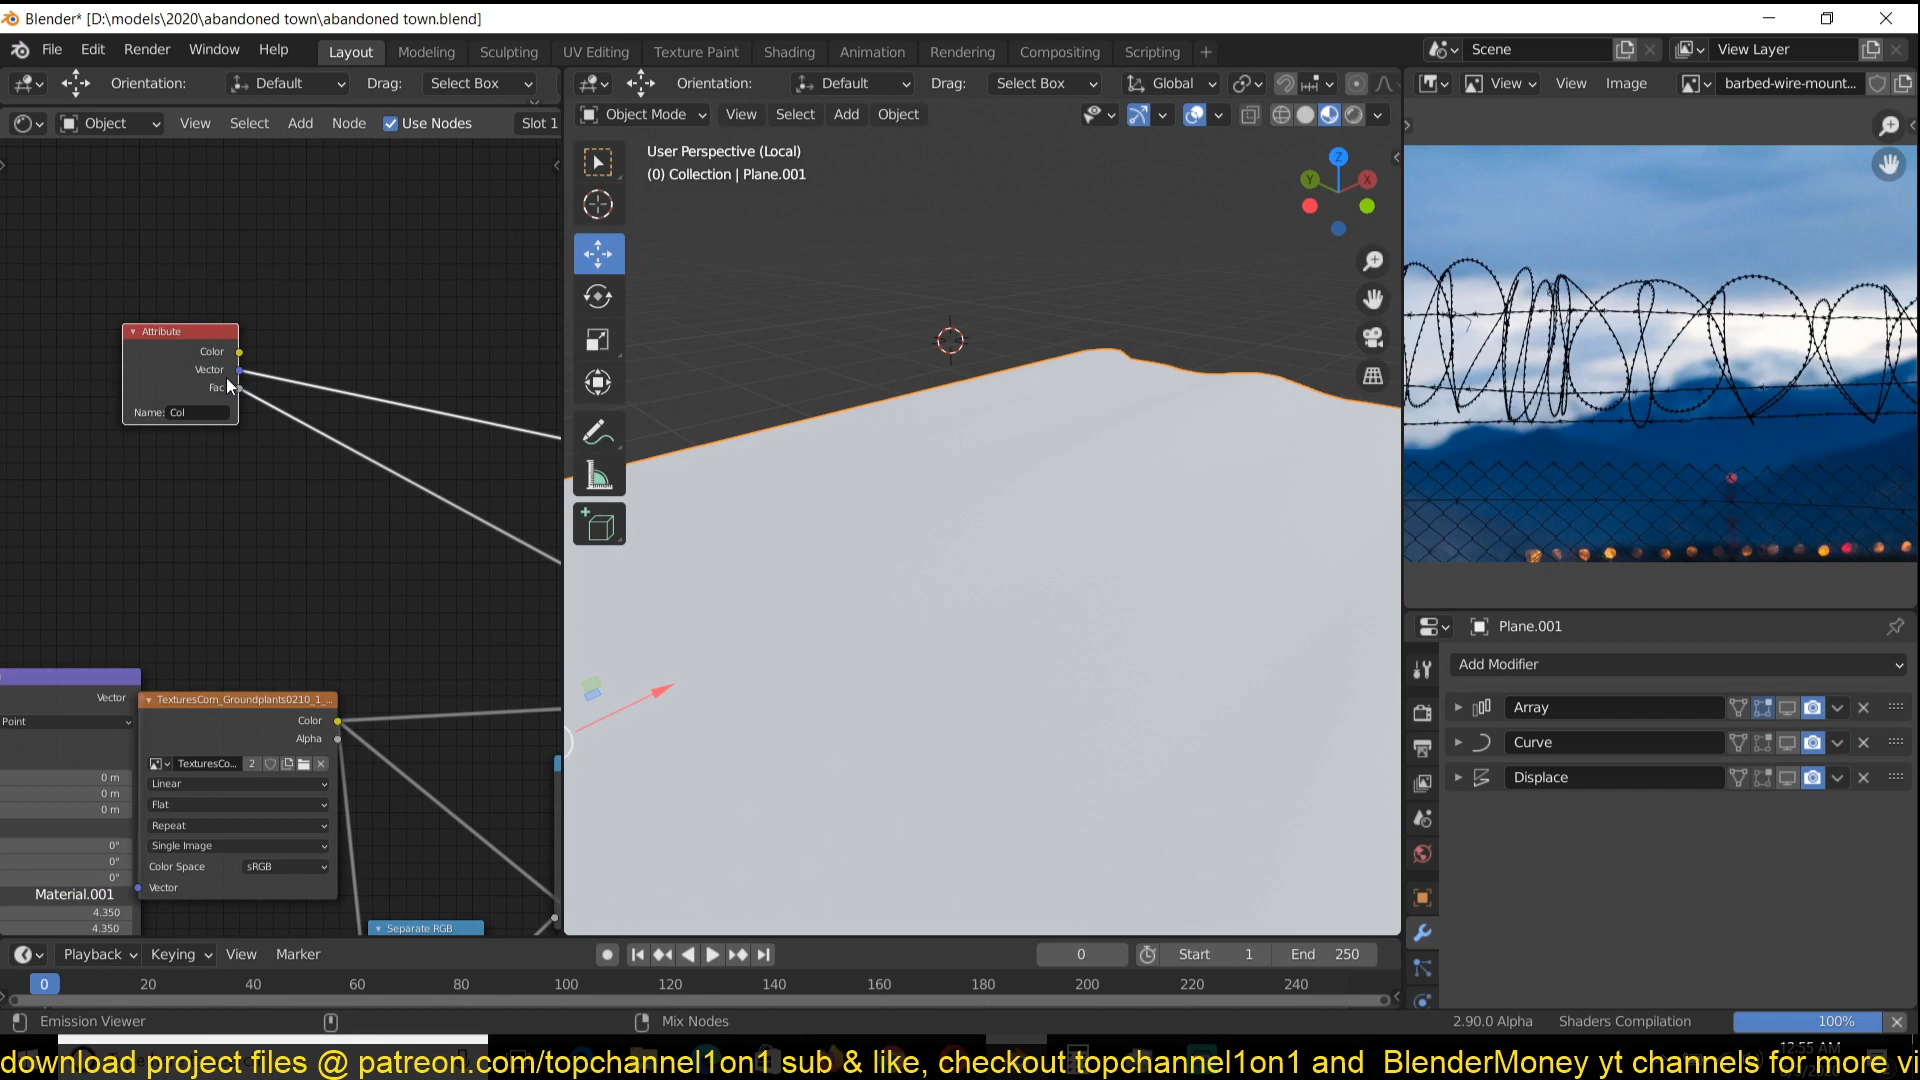 Blender* [D:\models\2020\abandoned town\abandoned town.blend]
File Edit Render Window Help Layout Modeling Sculpting UV Editing Texture Paint Shading Animation Rendering Compositing Scripting + Scene View Layer
Orientation: Default Drag: Select Box Orientation: Default Drag: Select Box Global View View Image barbed-wire-mount...
Object View Select Add Node Use Nodes Slot 1 Object Mode View Select Add Object
User Perspective (Local)
(0) Collection | Plane.001
Z
Y X
Attribute
Color
Vector
Fac
Name: Col
Plane.001
Add Modifier
Array
Curve
Displace
Vector
Point
0 m
0 m
0 m
0°
0°
0°
4.350
4.350
Material.001
TexturesCom_Groundplants0210_1_...
Color
Alpha
TexturesCo... 2
Linear
Flat
Repeat
Single Image
Color Space sRGB
Vector
Separate RGB
Playback Keying View Marker 0 Start 1 End 250
0 20 40 60 80 100 120 140 160 180 200 220 240
Emission Viewer Mix Nodes 2.90.0 Alpha Shaders Compilation 100%
12:55 AM
download project files @ patreon.com/topchannel1on1 sub & like, checkout topchannel1on1 and BlenderMoney yt channels for more vi